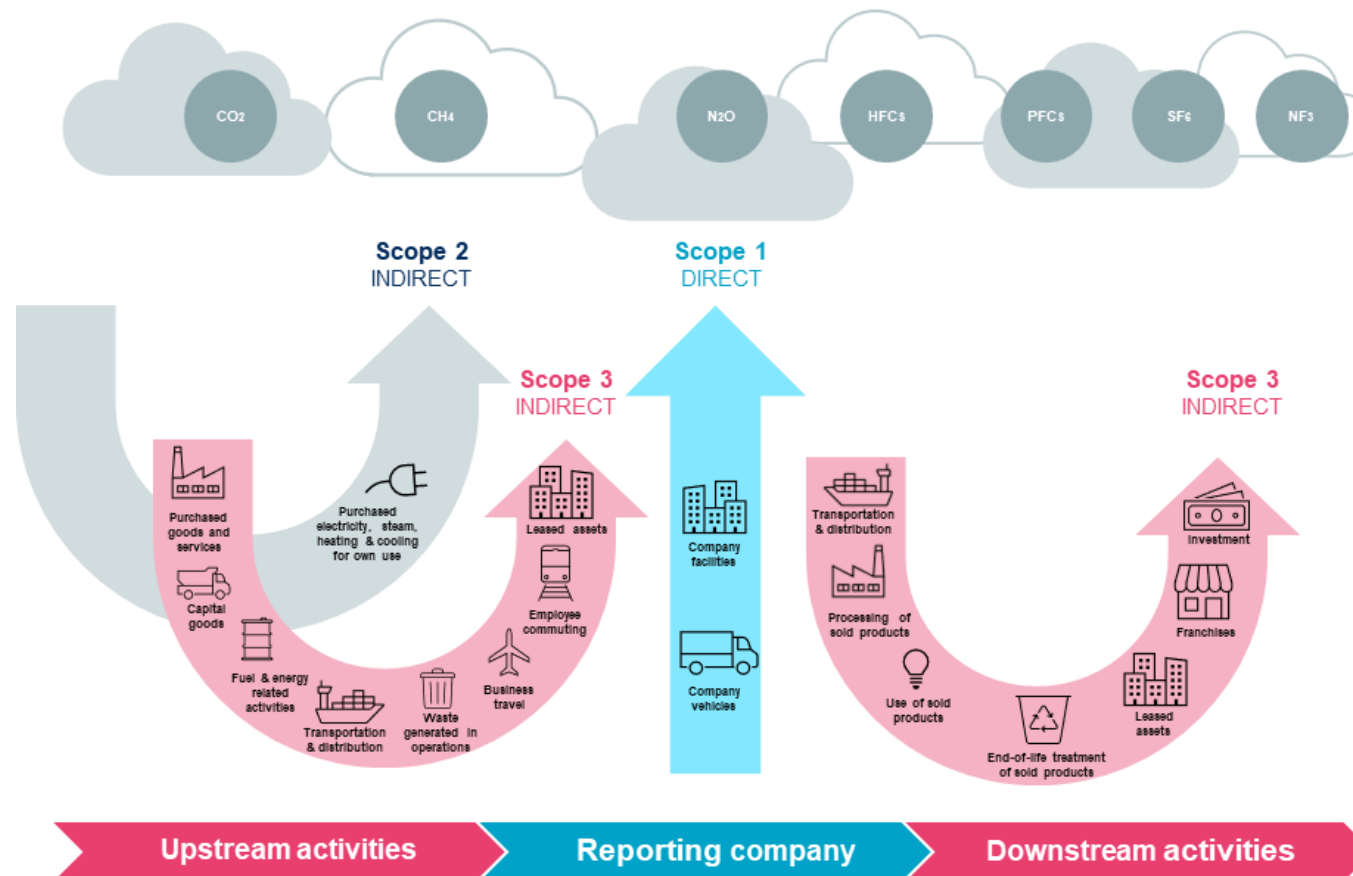 CO2
CH4
N2O
HFCs
PFCs
SF6
NF3
Scope 2
INDIRECT
Scope 1
DIRECT
Scope 3
INDIRECT
Scope 3
INDIRECT
Purchased
goods and
services
Capital
goods
Fuel & energy
related
activities
Transportation
& distribution
Waste
generated in
operations
Business
travel
Employee
commuting
Leased assets
Purchased
electricity, steam,
heating & cooling
for own use
Company
facilities
Company
vehicles
Transportation
& distribution
Processing of
sold products
Use of sold
products
End-of-life treatment
of sold products
Leased
assets
Franchises
Investment
Upstream activities
Reporting company
Downstream activities